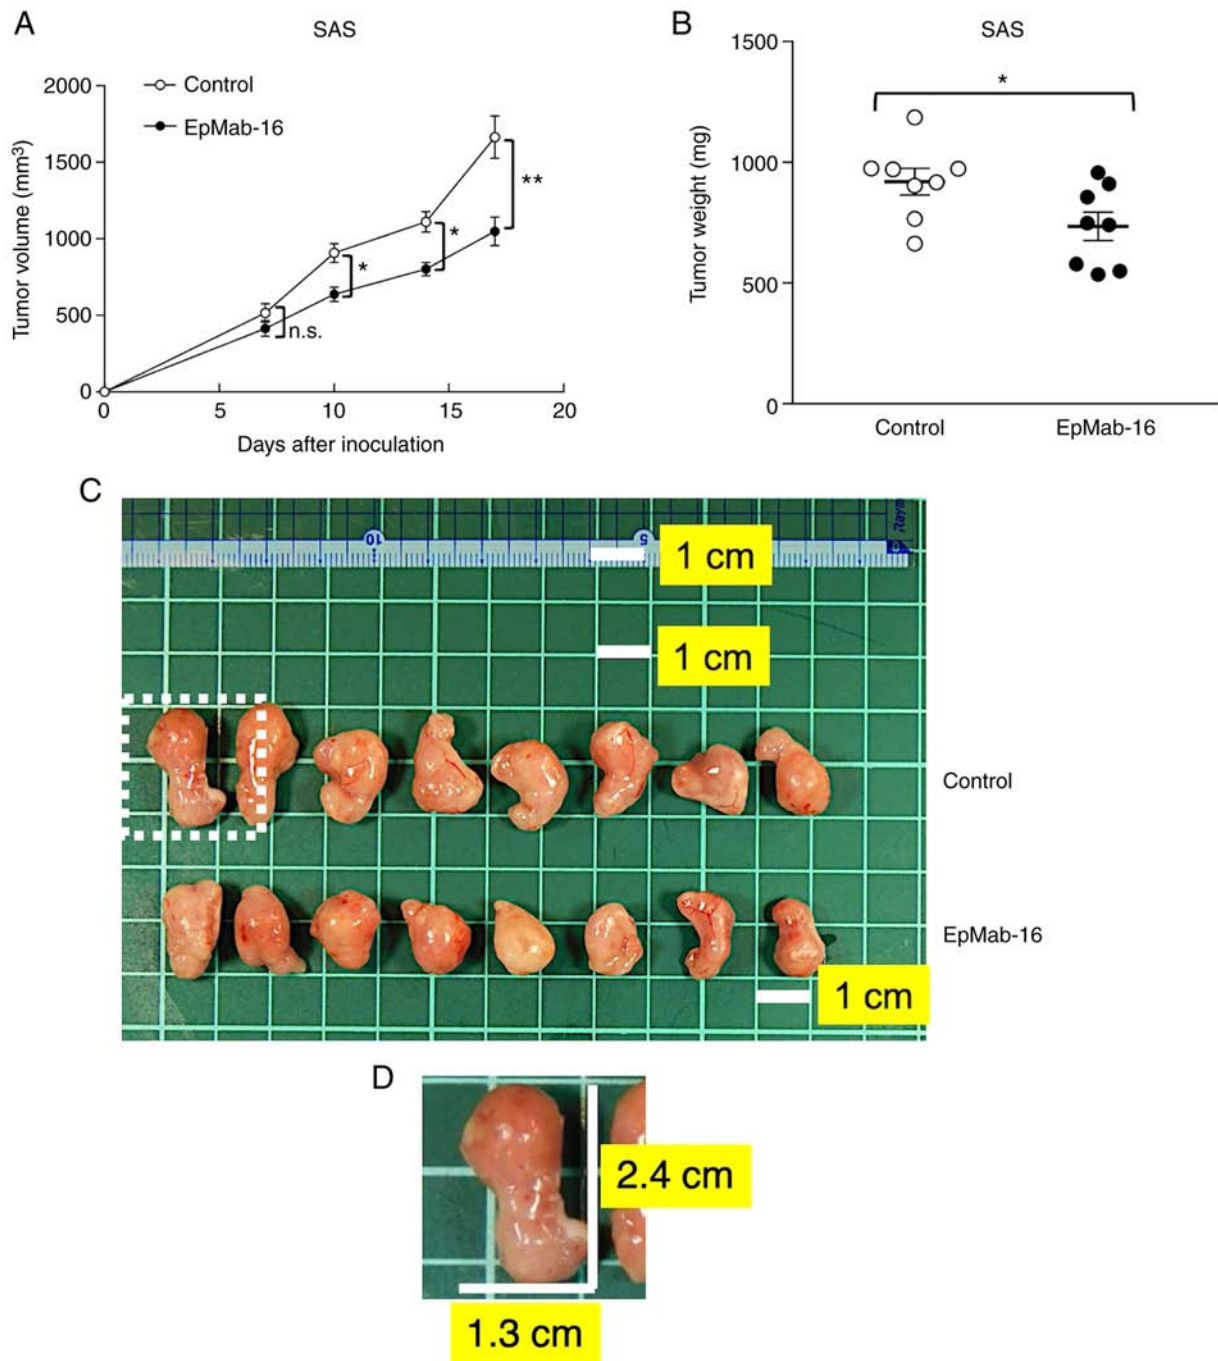 A
SAS
Control
EpMab-16
Tumor volume (mm³)
2000
1500
1000
500
0
n.s.
*
*
**
0 5 10 15 20
Days after inoculation
B
SAS
Tumor weight (mg)
1500
1000
500
0
*
Control EpMab-16
C
10 5
1 cm
1 cm
Control
EpMab-16
1 cm
D
2.4 cm
1.3 cm